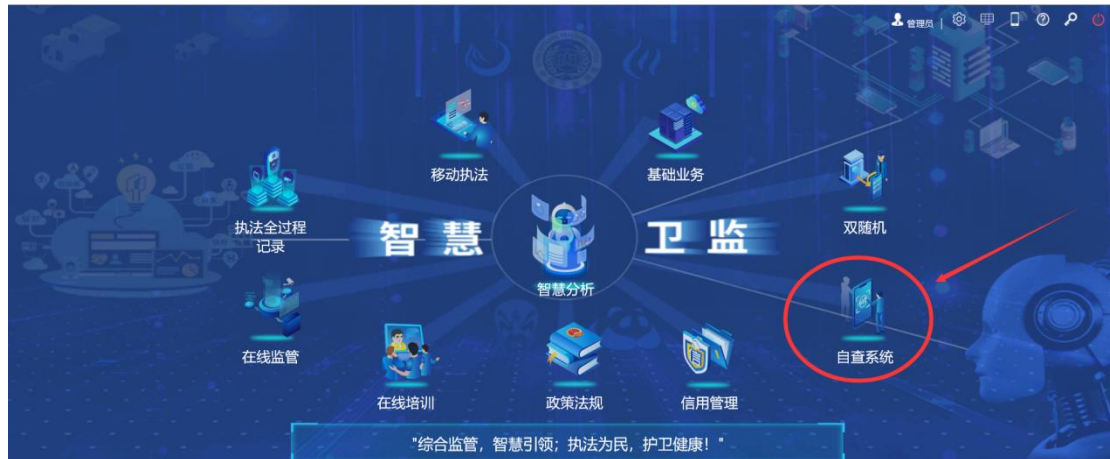 管理员 |
移动执法
基础业务
执法全过程
记录
双随机
智慧 卫监
智慧分析
在线监管
自查系统
在线培训
政策法规
信用管理
"综合监管，智慧引领；执法为民，护卫健康！"